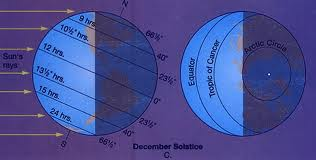 N
9 hrs.
10½ hrs.
12 hrs.
13½ hrs.
15 hrs.
24 hrs.
Sun's
rays
66½°
40°
23½°
0°
23½°
40°
66½°
S
Equator
Tropic of Cancer
Arctic Circle
December Solstice
C.